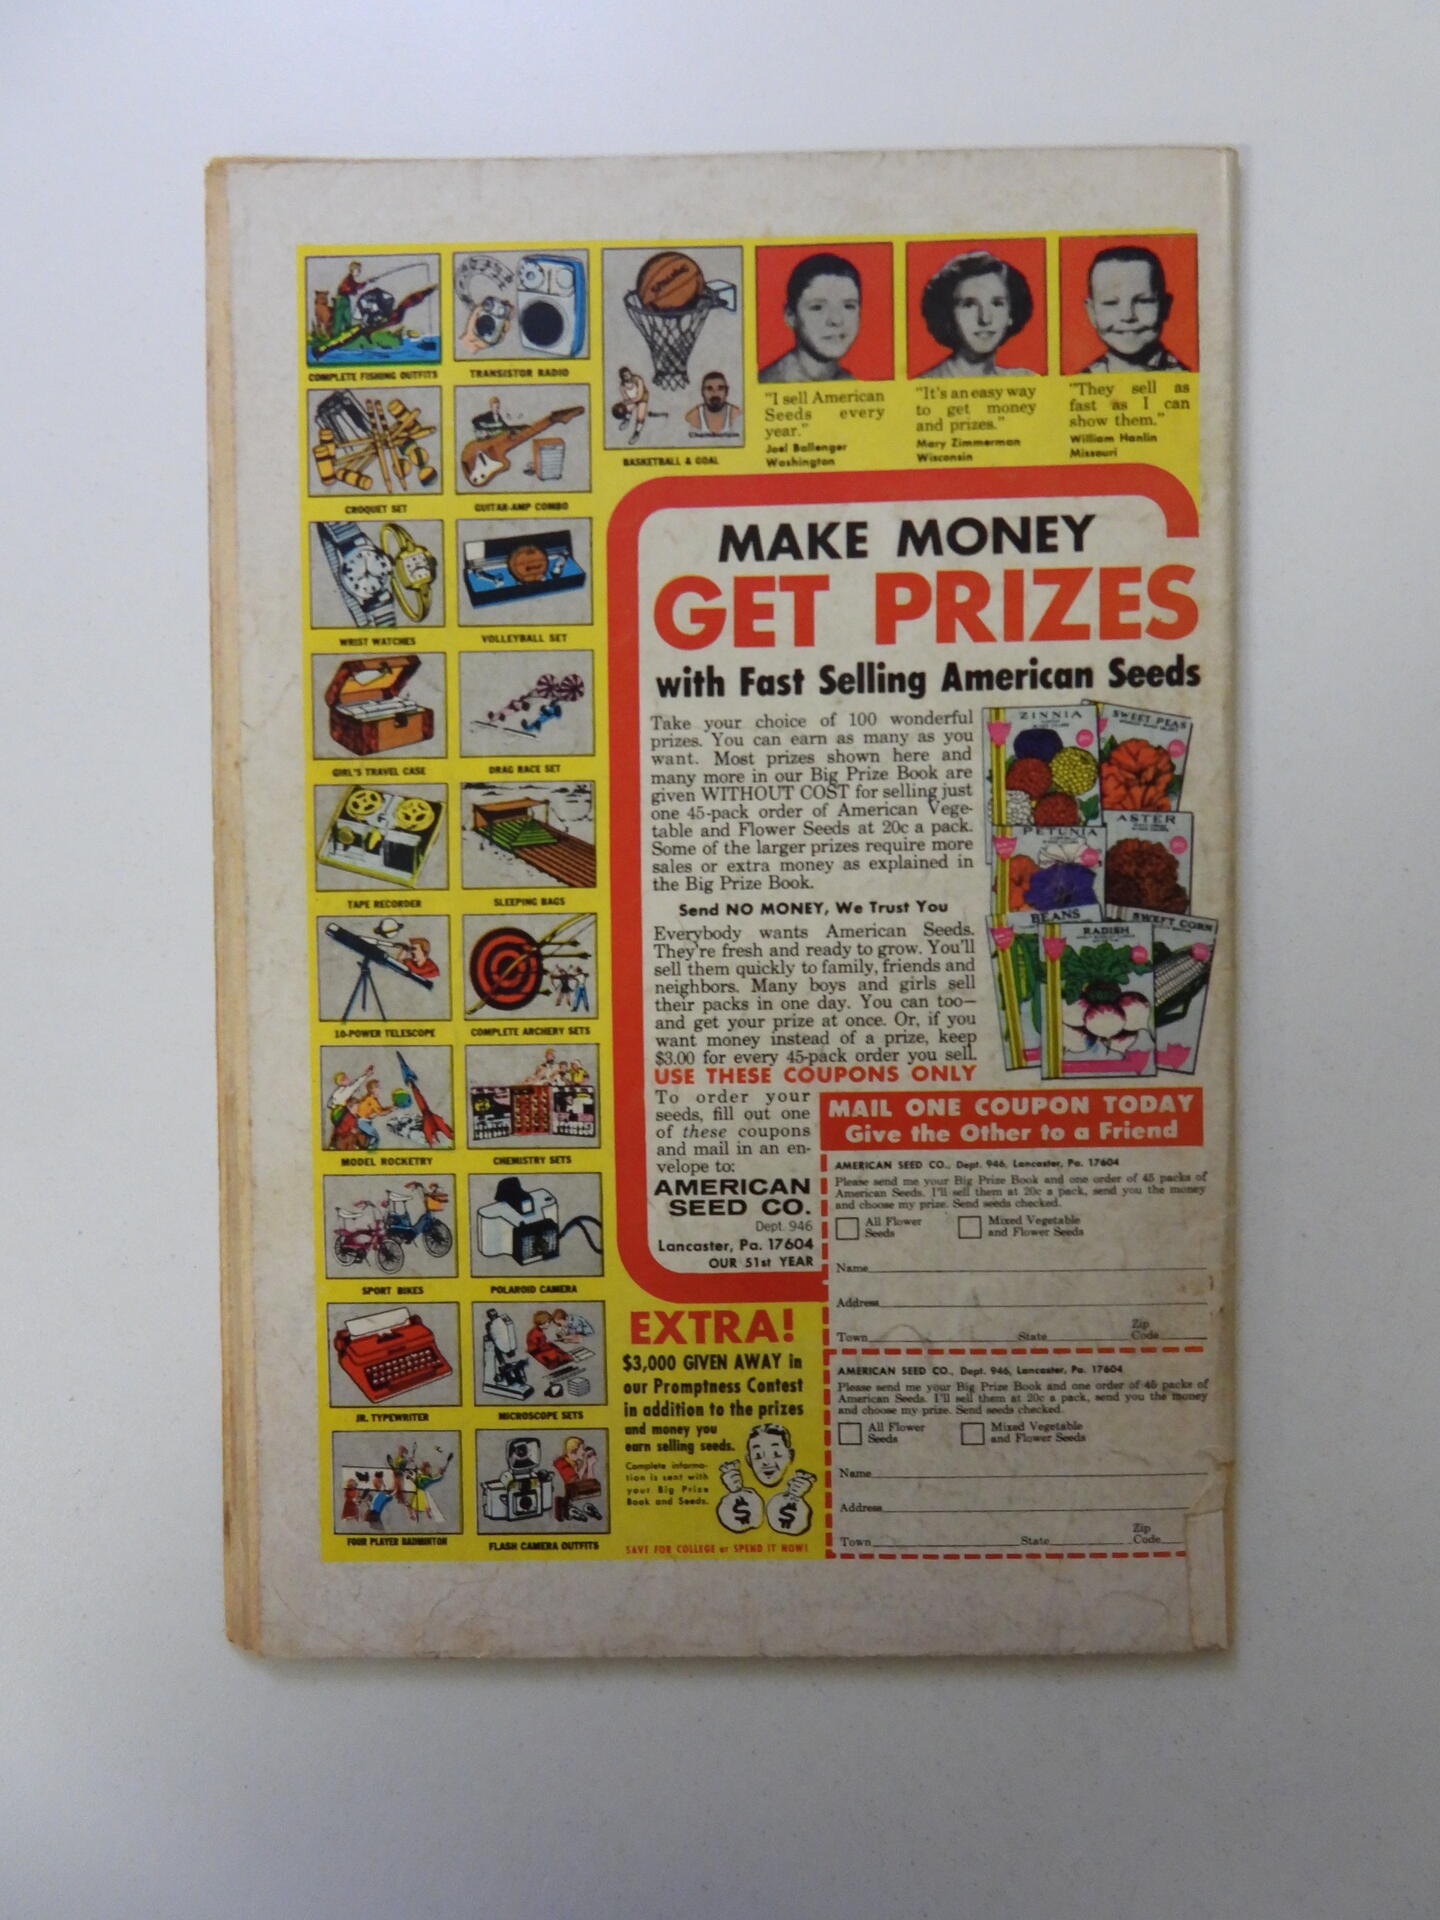 COMPLETE FISHING OUTFITS
TRANSISTOR RADIO
CROQUET SET
GUITAR-AMP COMBO
WRIST WATCHES
VOLLEYBALL SET
GIRL'S TRAVEL CASE
DRAG RACE SET
TAPE RECORDER
SLEEPING BAGS
10-POWER TELESCOPE
COMPLETE ARCHERY SETS
MODEL ROCKETRY
CHEMISTRY SETS
SPORT BIKES
POLAROID CAMERA
JR. TYPEWRITER
MICROSCOPE SETS
FOUR PLAYER BADMINTON
FLASH CAMERA OUTFITS
Spalding
Barry
Chamberlain
BASKETBALL & GOAL
"I sell American
Seeds every
year."
Joel Ballenger
Washington
"It's an easy way
to get money
and prizes."
Mary Zimmerman
Wisconsin
"They sell as
fast as I can
show them."
William Hanlin
Missouri
MAKE MONEY
GET PRIZES
with Fast Selling American Seeds
Take your choice of 100 wonderful
prizes. You can earn as many as you
want. Most prizes shown here and
many more in our Big Prize Book are
given WITHOUT COST for selling just
one 45-pack order of American Vege-
table and Flower Seeds at 20c a pack.
Some of the larger prizes require more
sales or extra money as explained in
the Big Prize Book.
Send NO MONEY, We Trust You
Everybody wants American Seeds.
They're fresh and ready to grow. You'll
sell them quickly to family, friends and
neighbors. Many boys and girls sell
their packs in one day. You can too—
and get your prize at once. Or, if you
want money instead of a prize, keep
$3.00 for every 45-pack order you sell.
USE THESE COUPONS ONLY
To order your
seeds, fill out one
of these coupons
and mail in an en-
velope to:
AMERICAN
SEED CO.
Dept. 946
Lancaster, Pa. 17604
OUR 51st YEAR
ZINNIA
SWEET PEAS
PETUNIA
ASTER
BEANS
RADISH
SWEET CORN
MAIL ONE COUPON TODAY
Give the Other to a Friend
AMERICAN SEED CO., Dept. 946, Lancaster, Pa. 17604
Please send me your Big Prize Book and one order of 45 packs of
American Seeds. I'll sell them at 20c a pack, send you the money
and choose my prize. Send seeds checked.
All Flower
Seeds
Mixed Vegetable
and Flower Seeds
Name
Address
Town State Zip Code
AMERICAN SEED CO., Dept. 946, Lancaster, Pa. 17604
Please send me your Big Prize Book and one order of 45 packs of
American Seeds. I'll sell them at 20c a pack, send you the money
and choose my prize. Send seeds checked.
All Flower
Seeds
Mixed Vegetable
and Flower Seeds
Name
Address
Town State Zip Code
EXTRA!
$3,000 GIVEN AWAY in
our Promptness Contest
in addition to the prizes
and money you
earn selling seeds.
Complete informa-
tion is sent with
your Big Prize
Book and Seeds.
$ $
SAVE FOR COLLEGE or SPEND IT NOW!